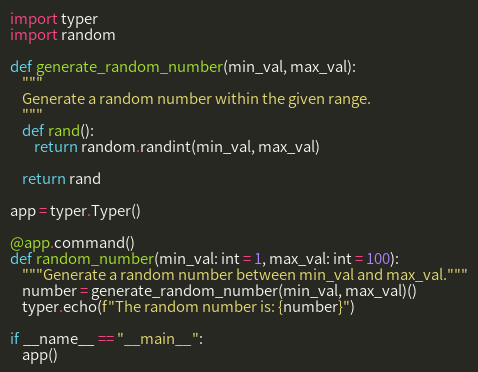 import typer
import random

def generate_random_number(min_val, max_val):
    """
    Generate a random number within the given range.
    """
    def rand():
        return random.randint(min_val, max_val)

    return rand

app = typer.Typer()

@app.command()
def random_number(min_val: int = 1, max_val: int = 100):
    """Generate a random number between min_val and max_val."""
    number = generate_random_number(min_val, max_val)()
    typer.echo(f"The random number is: {number}")

if __name__ == "__main__":
    app()